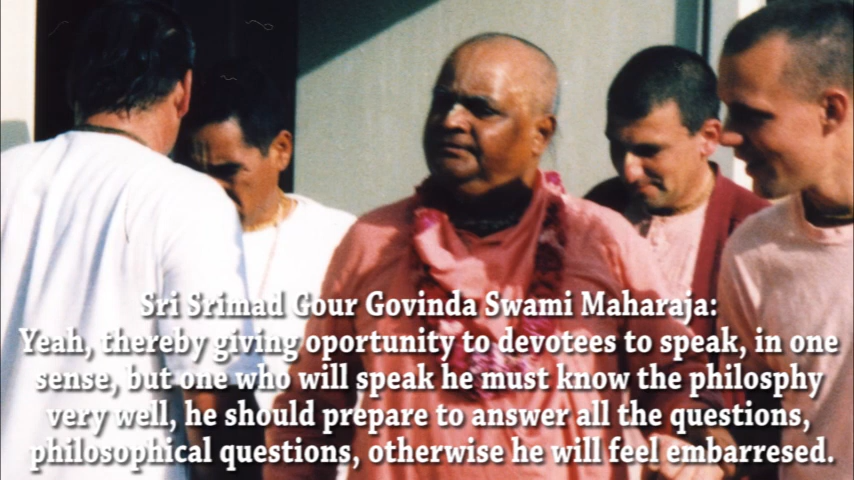 Sri Srimad Gour Govinda Swami Maharaja:
Yeah, thereby giving oportunity to devotees to speak, in one
sense, but one who will speak he must know the philosphy
very well, he should prepare to answer all the questions,
philosophical questions, otherwise he will feel embarresed.